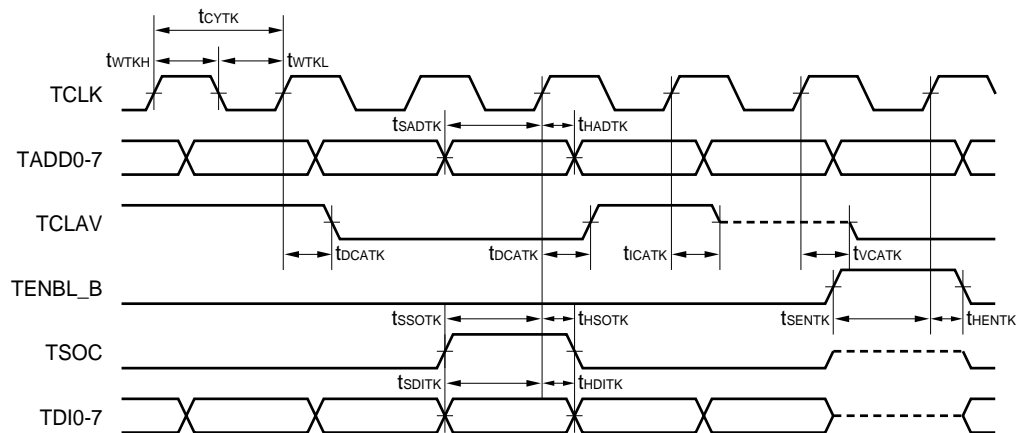 tCYTK
tWTKH tWTKL
TCLK
tSADTK tHADTK
TADD0-7
TCLAV
tDCATK tDCATK tICATK tVCATK
TENBL_B
tSSOTK tHSOTK tSENTK tHENTK
TSOC
tSDITK tHDITK
TDI0-7